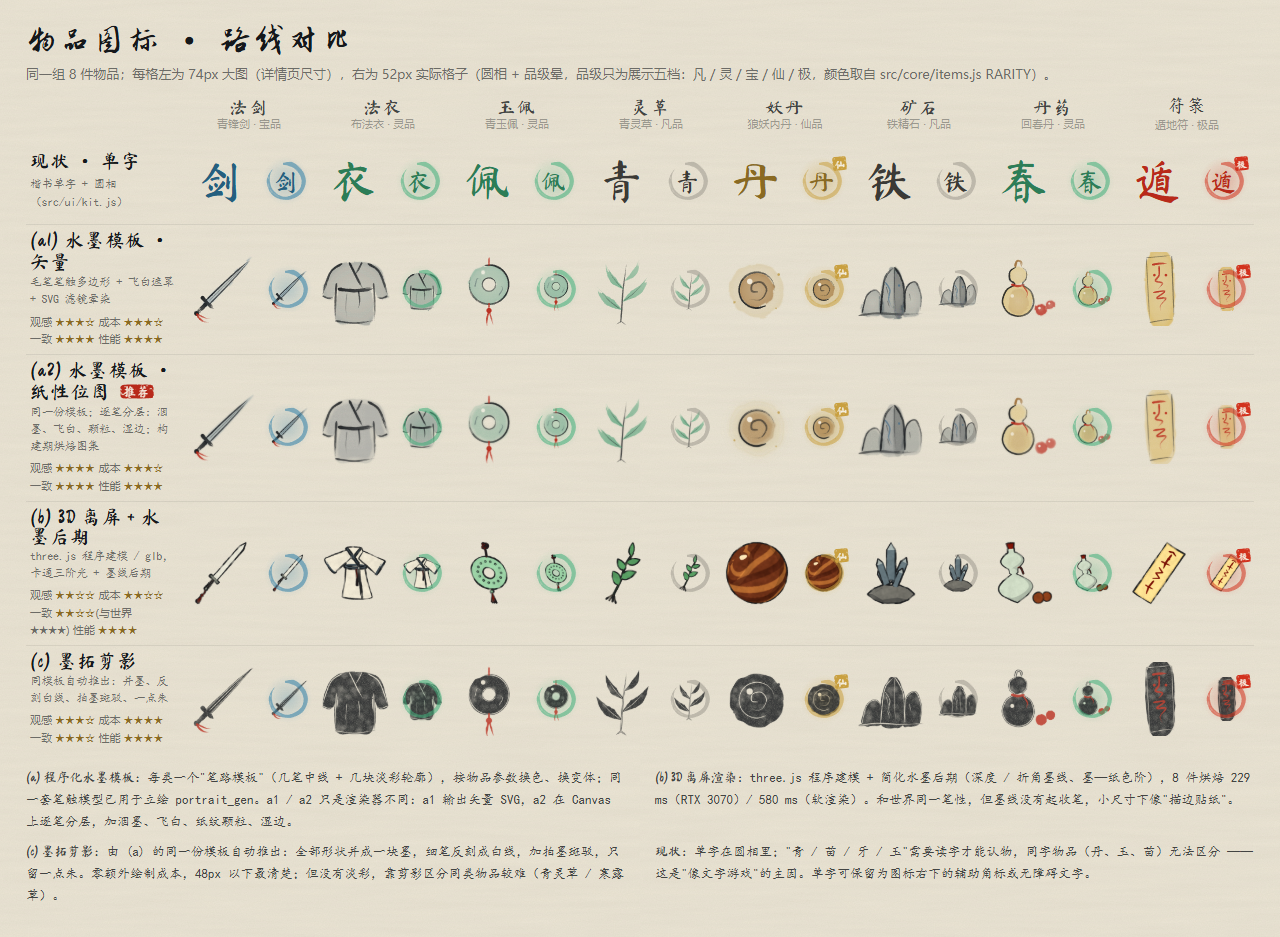 物品图标 • 路线对比
同一组 8 件物品；每格左为 74px 大图（详情页尺寸），右为 52px 实际格子（圆相 + 品级晕，品级只为展示五档：凡 / 灵 / 宝 / 仙 / 极，颜色取自 src/core/items.js RARITY）。
法剑 法衣 玉佩 灵草 妖丹 矿石 丹药 符箓
青锋剑 · 宝品 布法衣 · 灵品 青玉佩 · 灵品 青灵草 · 凡品 狼妖内丹 · 仙品 铁精石 · 凡品 回春丹 · 灵品 遁地符 · 极品
现状 • 单字
楷书单字 + 圆相
（src/ui/kit.js）
剑 剑 衣 衣 佩 佩 青 青 丹 丹 仙 铁 铁 春 春 遁 遁 极
(a1) 水墨模板 •
矢量
毛笔笔触多边形 + 飞白遮罩
+ SVG 滤镜晕染
观感 ★★★☆ 成本 ★★★☆
一致 ★★★★ 性能 ★★★★
仙 极
(a2) 水墨模板 •
纸性位图 推荐
同一份模板；逐笔分层：洇
墨、飞白、颗粒、湿边；构
建期烘焙图集
观感 ★★★★ 成本 ★★★☆
一致 ★★★★ 性能 ★★★★
仙 极
(b) 3D 离屏 + 水
墨后期
three.js 程序建模 / glb，
卡通三阶光 + 墨线后期
观感 ★★☆☆ 成本 ★★☆☆
一致 ★★☆☆(与世界
★★★★) 性能 ★★★★
仙 极
(c) 墨拓剪影
同模板自动推出：并墨、反
刻白线、拍墨斑驳、一点朱
观感 ★★★☆ 成本 ★★★★
一致 ★★★☆ 性能 ★★★★
仙 极
(a) 程序化水墨模板：每类一个"笔路模板"（几笔中线 + 几块淡彩轮廓），按物品参数换色、换变体；同
一套笔触模型已用于立绘 portrait_gen。a1 / a2 只是渲染器不同：a1 输出矢量 SVG，a2 在 Canvas
上逐笔分层，加洇墨、飞白、纸纹颗粒、湿边。
(b) 3D 离屏渲染：three.js 程序建模 + 简化水墨后期（深度 / 折角墨线、墨—纸色阶），8 件烘焙 229
ms（RTX 3070）/ 580 ms（软渲染）。和世界同一笔性，但墨线没有起收笔，小尺寸下像"描边贴纸"。
(c) 墨拓剪影：由 (a) 的同一份模板自动推出：全部形状并成一块墨，细笔反刻成白线，加拍墨斑驳，只
留一点朱。零额外绘制成本，48px 以下最清楚；但没有淡彩，靠剪影区分同类物品较难（青灵草 / 寒露
草）。
现状：单字在圆相里；"青 / 苗 / 牙 / 玉"需要读字才能认物，同字物品（丹、玉、苗）无法区分 ——
这是"像文字游戏"的主因。单字可保留为图标右下的辅助角标或无障碍文字。